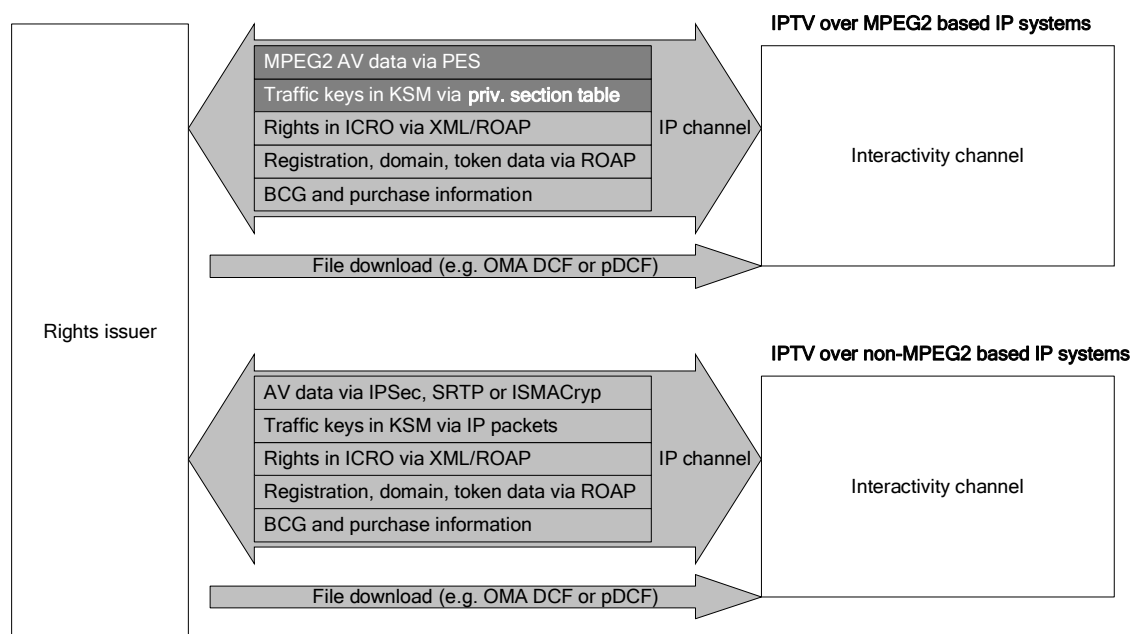 IPTV over MPEG2 based IP systems
MPEG2 AV data via PES
Traffic keys in KSM via priv. section table
Rights in ICRO via XML/ROAP
IP channel
Registration, domain, token data via ROAP
BCG and purchase information
Interactivity channel
File download (e.g. OMA DCF or pDCF)
Rights issuer
IPTV over non-MPEG2 based IP systems
AV data via IPSec, SRTP or ISMACryp
Traffic keys in KSM via IP packets
Rights in ICRO via XML/ROAP
IP channel
Registration, domain, token data via ROAP
BCG and purchase information
Interactivity channel
File download (e.g. OMA DCF or pDCF)